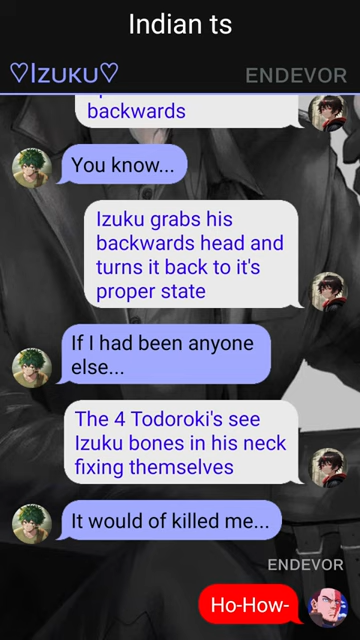 Indian ts
♡Izuku♡
ENDEVOR
backwards
You know...
Izuku grabs his
backwards head and
turns it back to it's
proper state
If I had been anyone
else...
The 4 Todoroki's see
Izuku bones in his neck
fixing themselves
It would of killed me...
ENDEVOR
Ho-How-